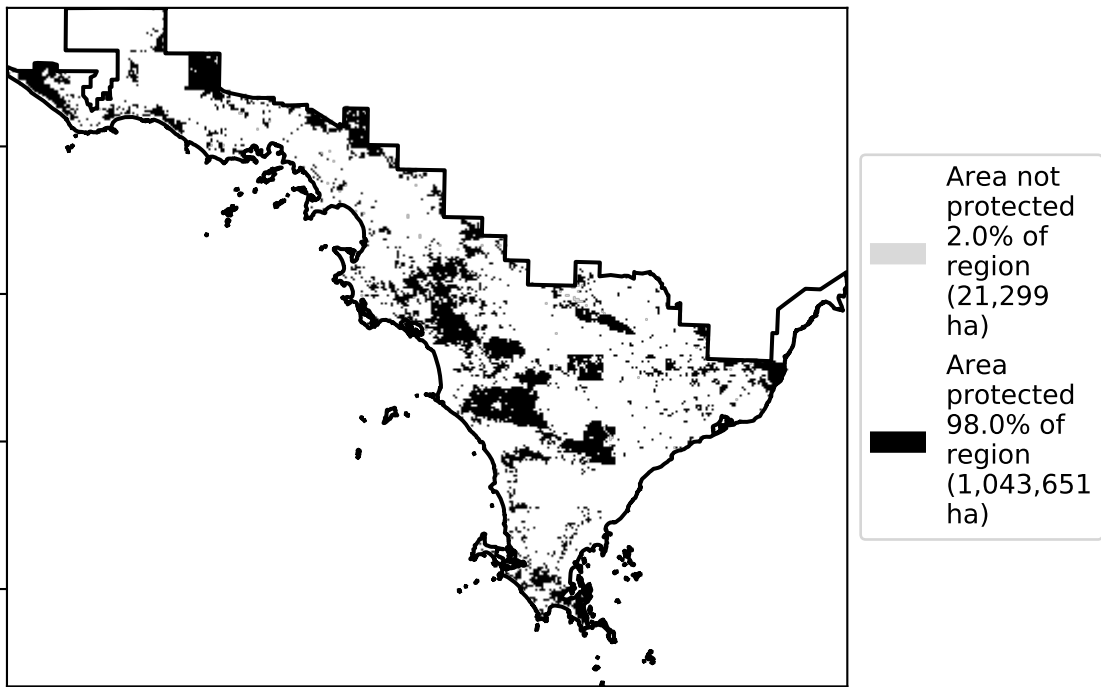 Area not
protected
2.0% of
region
(21,299
ha)
Area
protected
98.0% of
region
(1,043,651
ha)